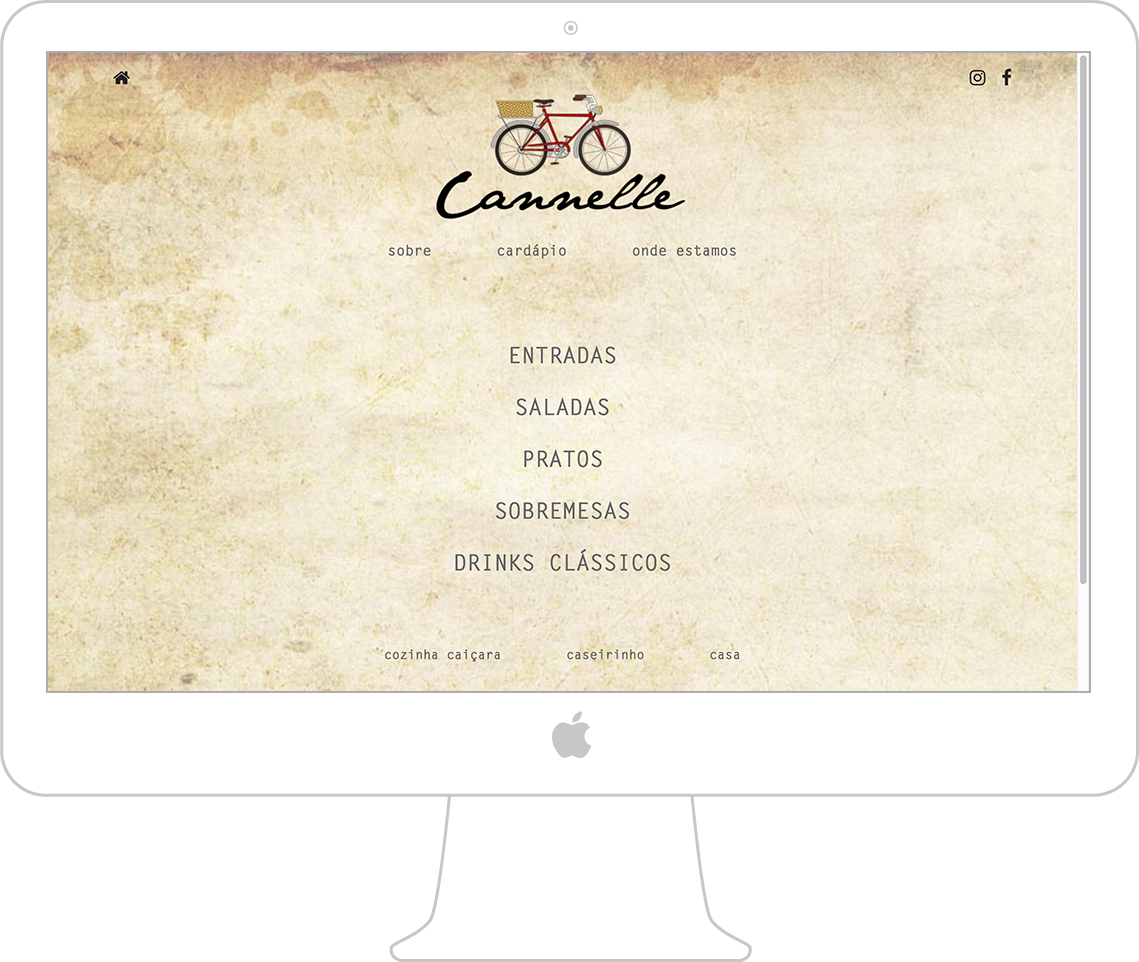 Cannelle
sobre cardápio onde estamos
ENTRADAS
SALADAS
PRATOS
SOBREMESAS
DRINKS CLÁSSICOS
cozinha caiçara caseirinho casa